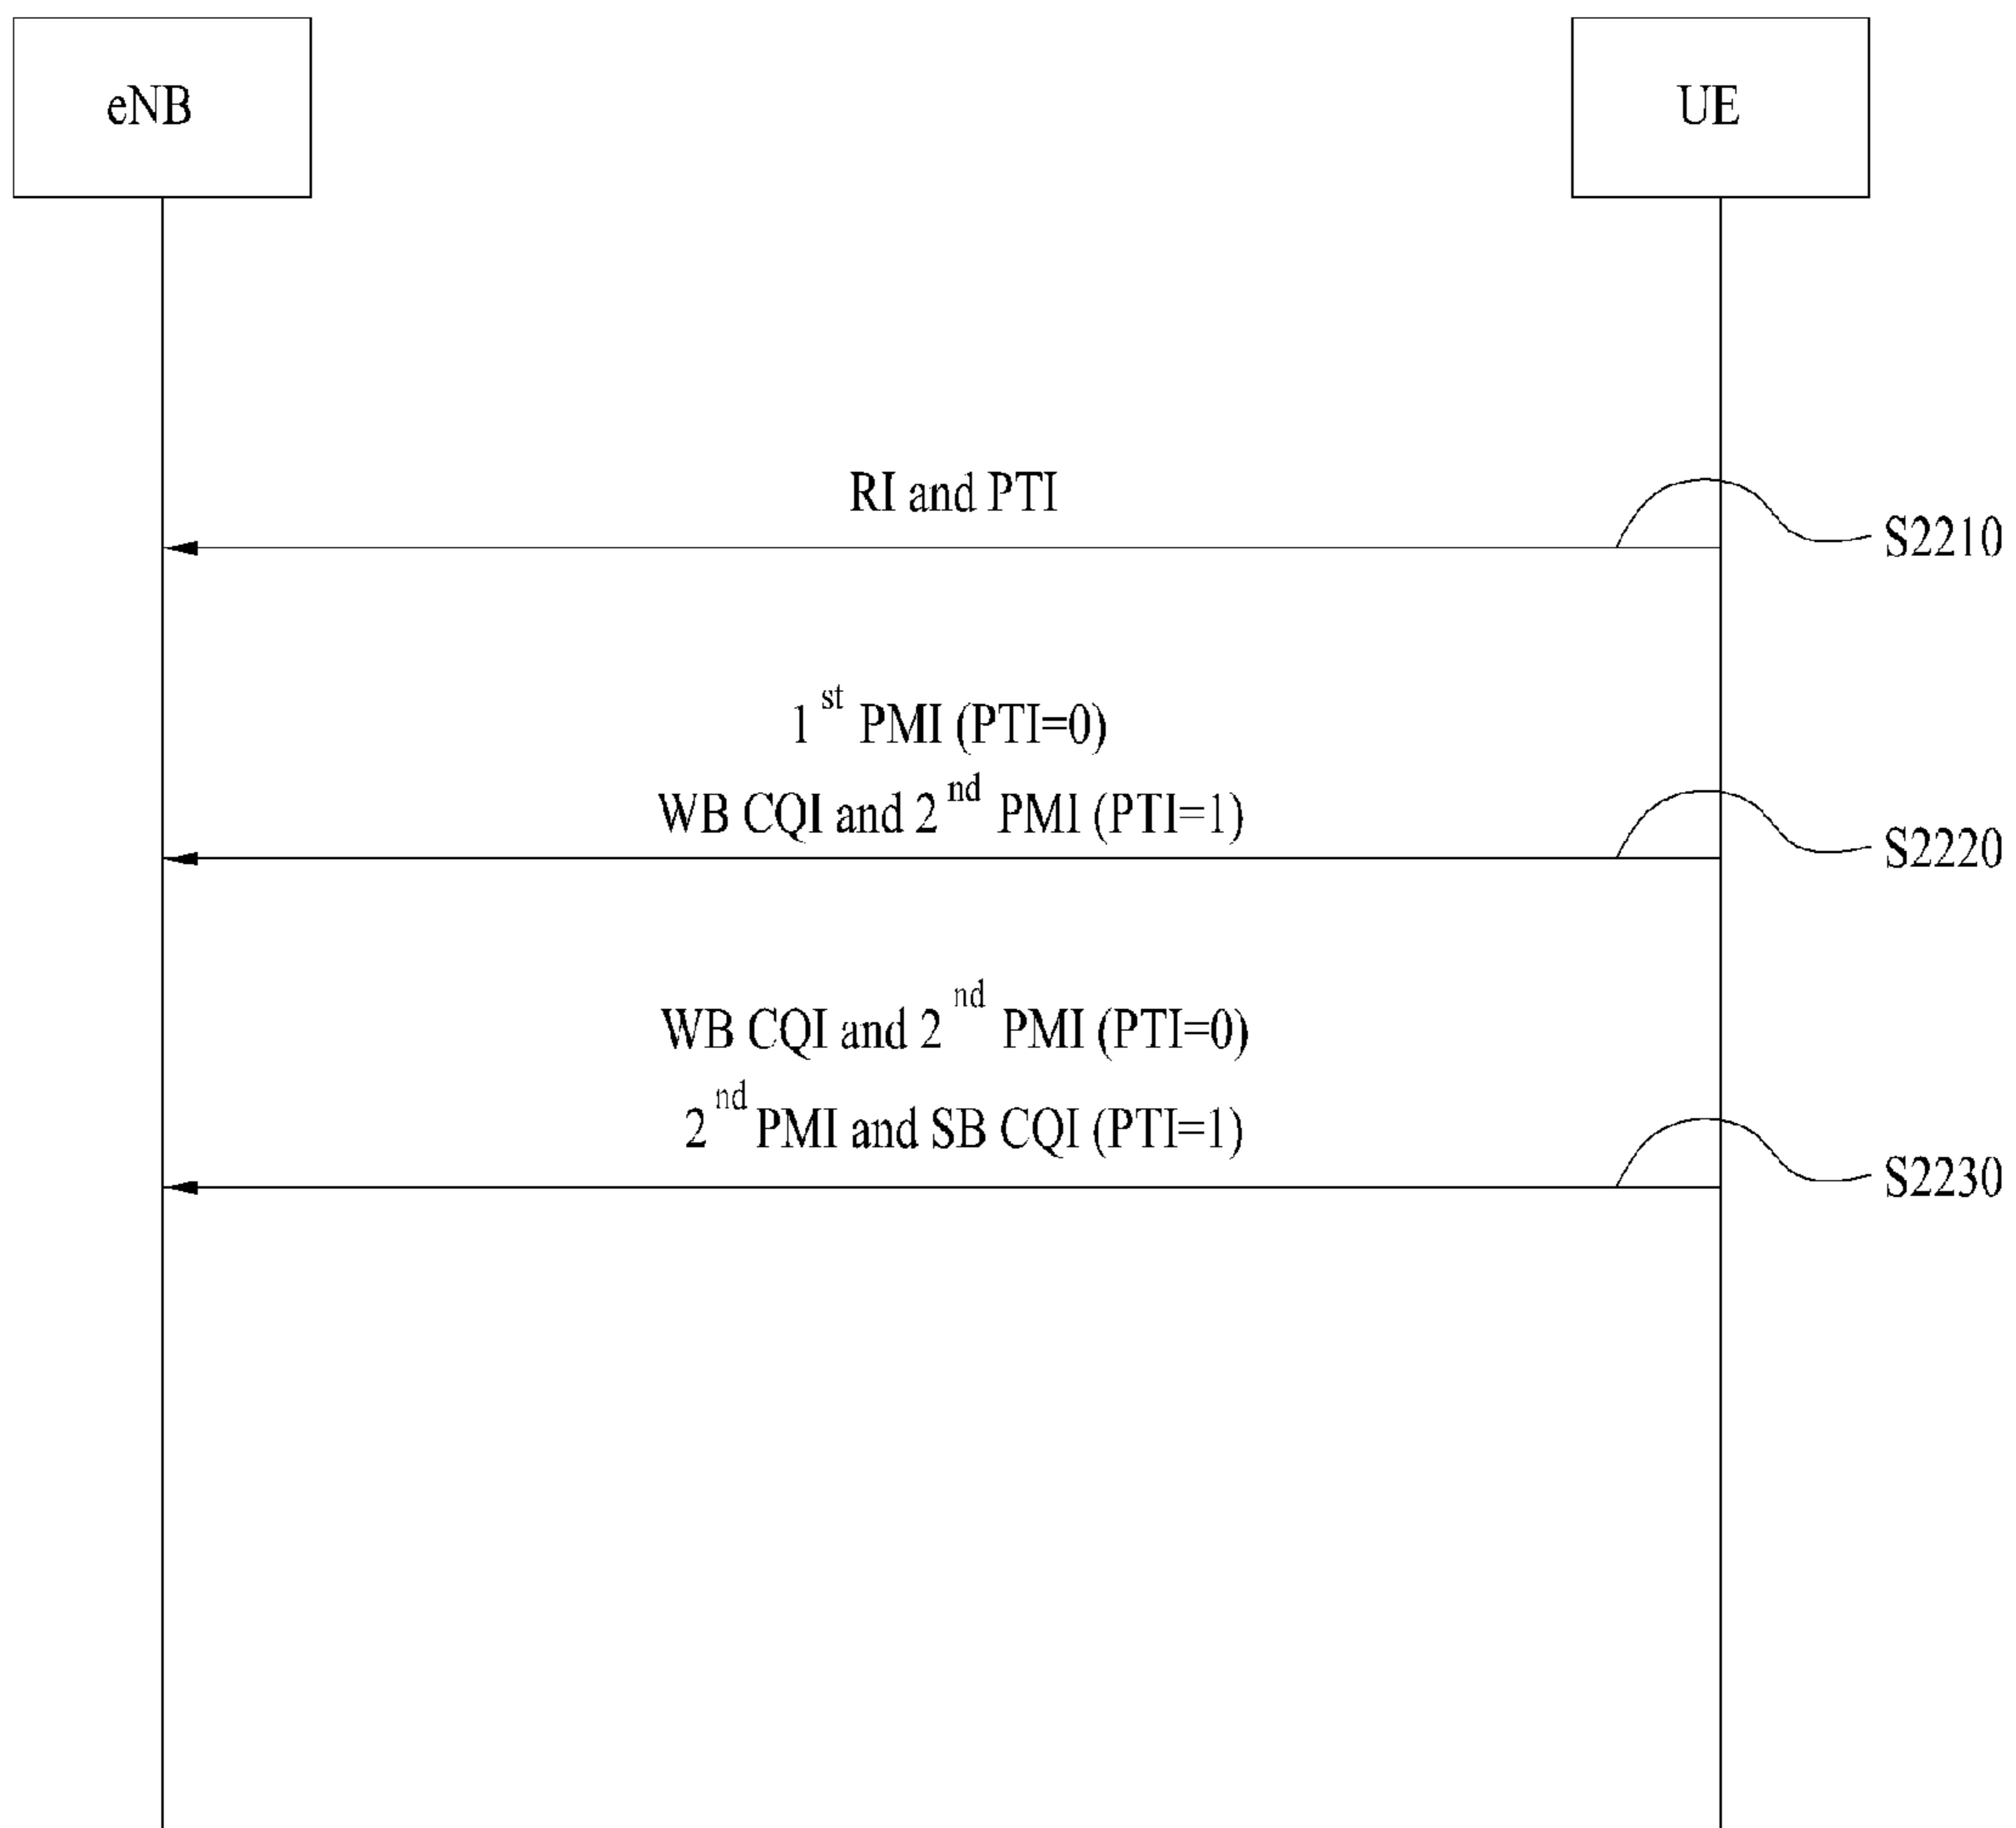 eNB
UE
RI and PTI
S2210
1st PMI (PTI=0)
WB CQI and 2nd PMI (PTI=1)
S2220
WB CQI and 2nd PMI (PTI=0)
2nd PMI and SB CQI (PTI=1)
S2230